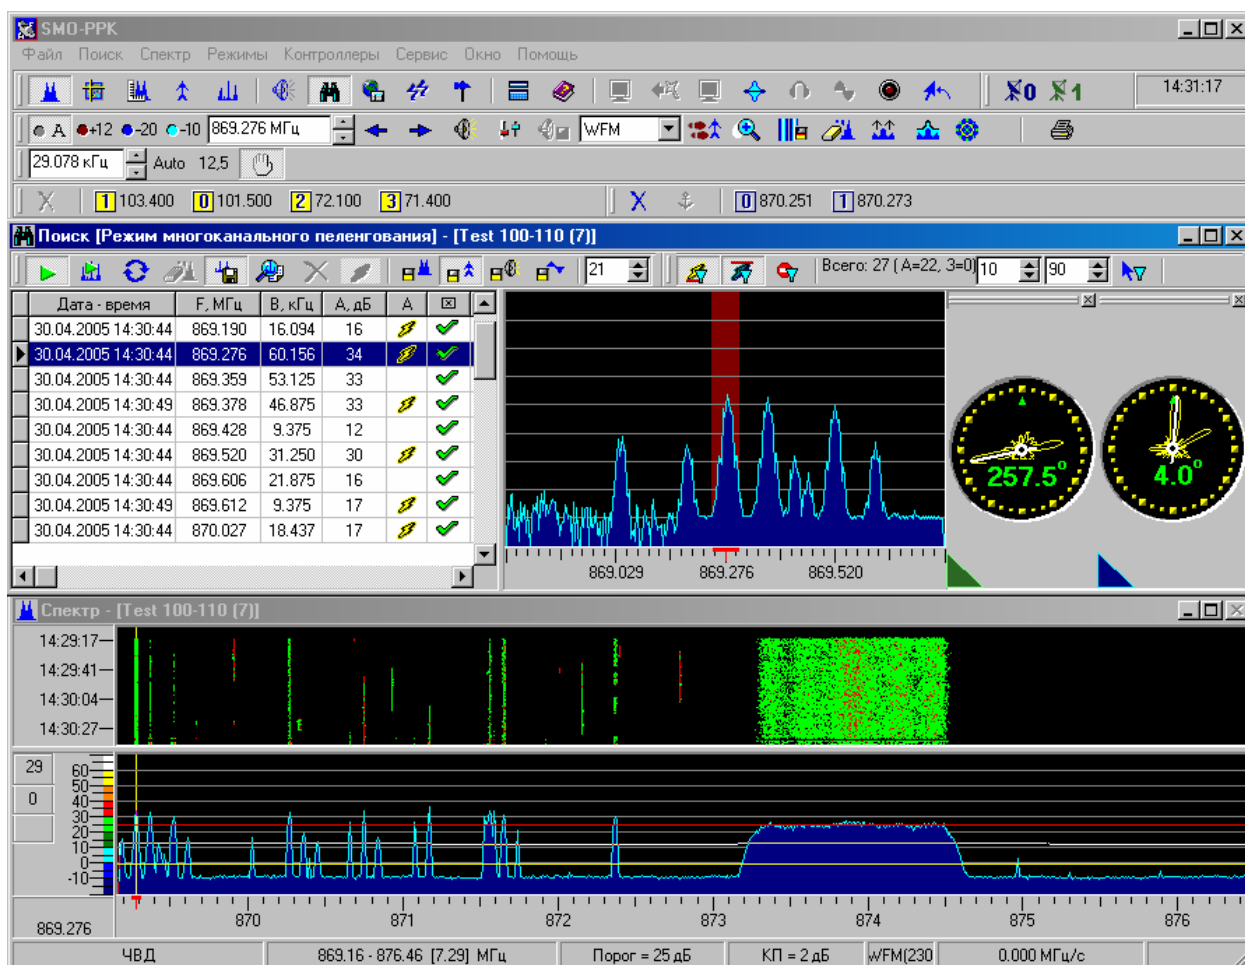 SMO-PPK
Файл Поиск Спектр Режимы Контроллеры Сервис Окно Помощь
0 1 14:31:17
A +12 -20 -10 869.276 МГц WFM
29.078 кГц Auto 12,5
1 103.400 0 101.500 2 72.100 3 71.400 0 870.251 1 870.273
Поиск [Режим многоканального пеленгования] - [Test 100-110 (7)]
21 Всего: 27 ( A=22, З=0) 10 90
Дата - время F, МГц B, кГц А, дБ А
30.04.2005 14:30:44 869.190 16.094 16
30.04.2005 14:30:44 869.276 60.156 34
30.04.2005 14:30:44 869.359 53.125 33
30.04.2005 14:30:49 869.378 46.875 33
30.04.2005 14:30:44 869.428 9.375 12
30.04.2005 14:30:44 869.520 31.250 30
30.04.2005 14:30:44 869.606 21.875 16
30.04.2005 14:30:49 869.612 9.375 17
30.04.2005 14:30:44 870.027 18.437 17
869.029 869.276 869.520
257.5° 4.0°
Спектр - [Test 100-110 (7)]
14:29:17
14:29:41
14:30:04
14:30:27
29
0
60
50
40
30
20
10
0
-10
869.276
870 871 872 873 874 875 876
ЧВД 869.16 - 876.46 [7.29] МГц Порог = 25 дБ КП = 2 дБ WFM(230 0.000 МГц/с